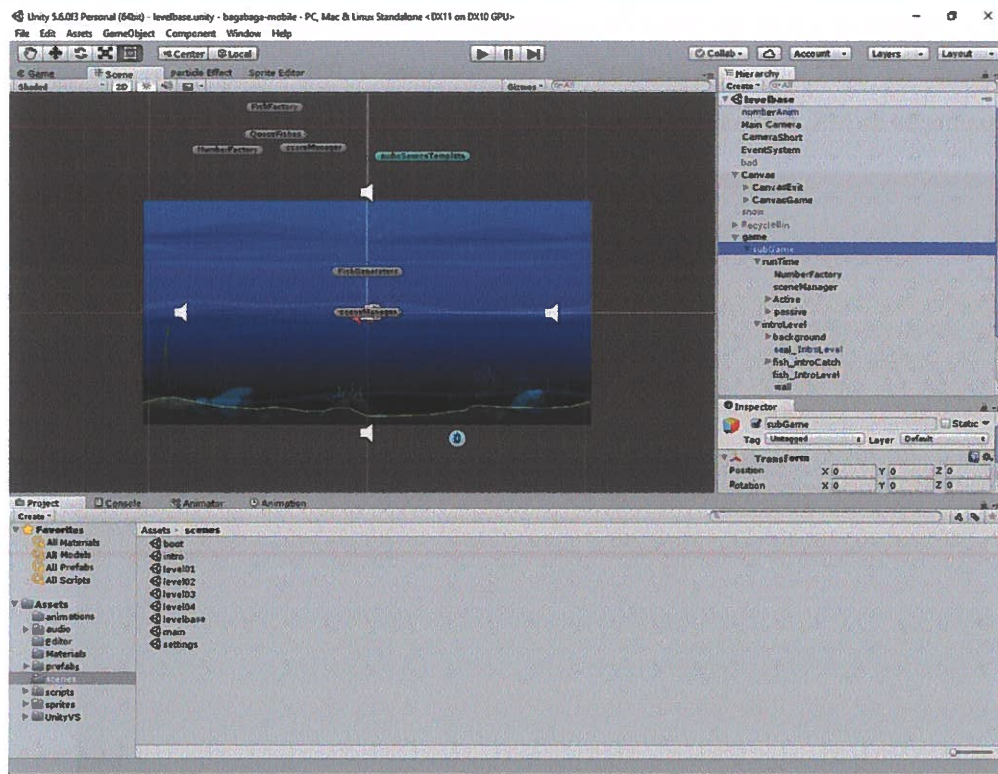 Unity 5.6.0f3 Personal (64bit) - levelbase.unity - bagabaga-mobile - PC, Mac & Linux Standalone <DX11 on DX10 GPU>
File Edit Assets GameObject Component Window Help
Center Local
Collab Account Layers Layout
Game Scene Particle Effect Sprite Editor
Shaded 2D Gizmos All
FishFactory
NumberFactory sceneManager
FishGenerators
sceneManager
Hierarchy
Create All
levelbase
numberAnim
Main Camera
CameraShort
EventSystem
bad
Canvas
CanvasExit
CanvasGame
snow
RecycleBin
game
subGame
runTime
NumberFactory
sceneManager
Active
passive
introLevel
background
seal_IntroLevel
fish_introCatch
fish_IntroLevel
wall
Inspector
subGame Static
Tag Untagged Layer Default
Transform
Position X 0 Y 0 Z 0
Rotation X 0 Y 0 Z 0
Project Console Animator Animation
Create
Favorites
All Materials
All Models
All Prefabs
All Scripts
Assets
animations
audio
Editor
Materials
prefabs
scenes
scripts
sprites
UnityVS
Assets scenes
boot
intro
level01
level02
level03
level04
levelbase
main
settings